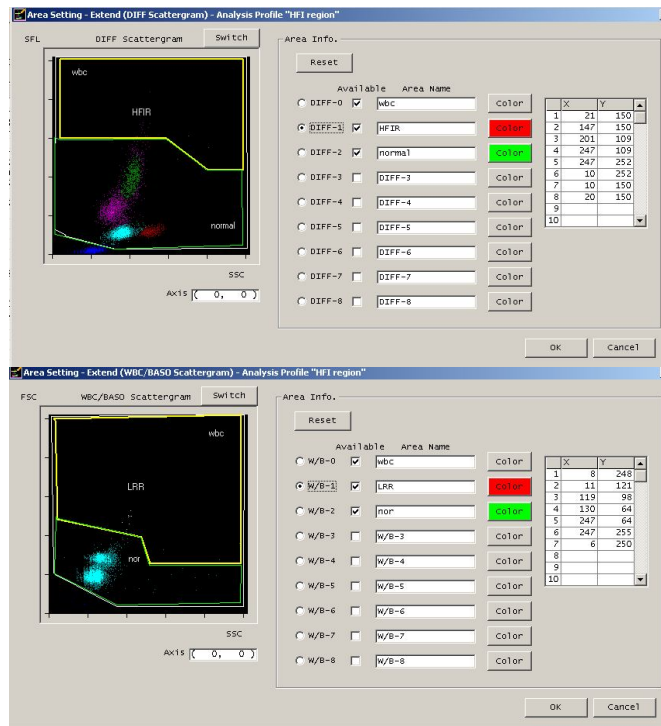 Area Setting - Extend (DIFF Scattergram) - Analysis Profile "HFI region"
SFL DIFF Scattergram Switch
wbc
HFIR
normal
SSC
Axis ( 0, 0 )
Area Info.
Reset
Available Area Name
DIFF-0 wbc Color
DIFF-1 HFIR Color
DIFF-2 normal Color
DIFF-3 DIFF-4 Color
DIFF-4 DIFF-4 Color
DIFF-5 DIFF-5 Color
DIFF-6 DIFF-6 Color
DIFF-7 DIFF-7 Color
DIFF-8 DIFF-8 Color
X Y
1 21 150
2 147 150
3 201 109
4 247 109
5 247 252
6 10 252
7 10 150
8 20 150
9
10
OK Cancel
Area Setting - Extend (WBC/BASO Scattergram) - Analysis Profile "HFI region"
FSC WBC/BASO Scattergram Switch
wbc
LRR
nor
SSC
Axis ( 0, 0 )
Area Info.
Reset
Available Area Name
W/B-0 wbc Color
W/B-1 LRR Color
W/B-2 nor Color
W/B-3 W/B-3 Color
W/B-4 W/B-4 Color
W/B-5 W/B-5 Color
W/B-6 W/B-6 Color
W/B-7 W/B-7 Color
W/B-8 W/B-8 Color
X Y
1 8 248
2 11 121
3 119 98
4 130 64
5 247 64
6 247 255
7 6 250
8
9
10
OK Cancel